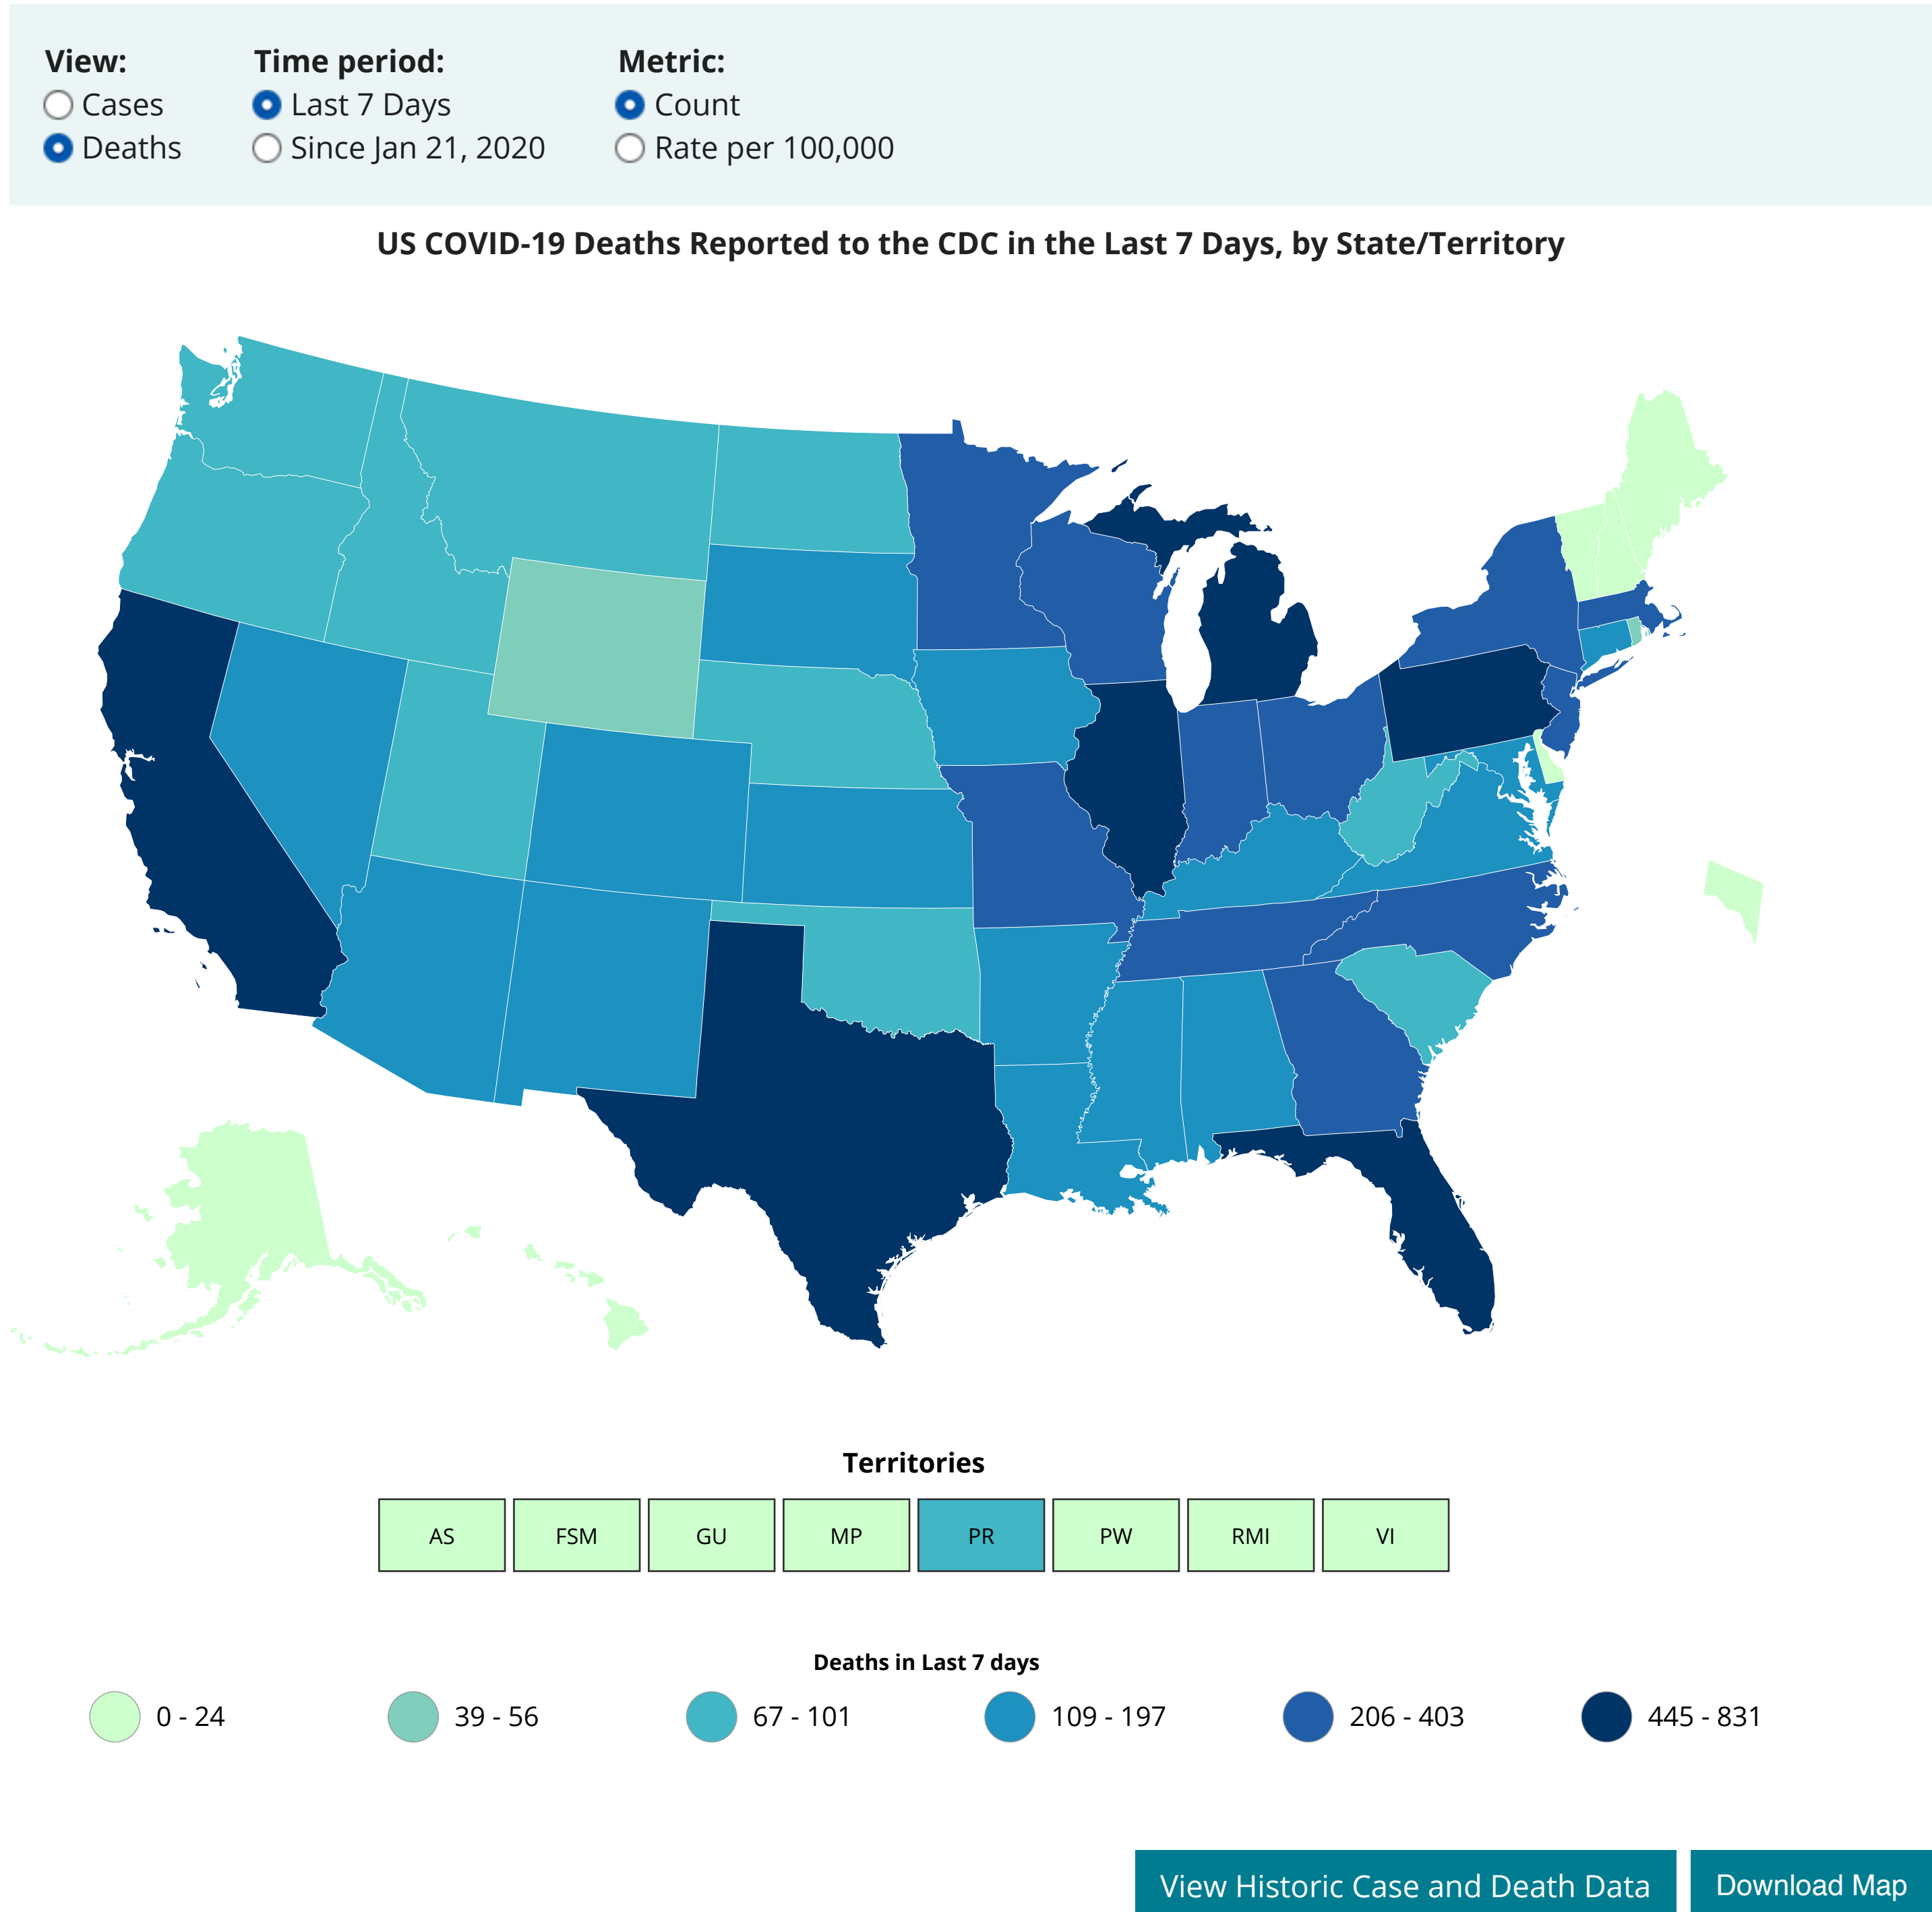 View: Time period: Metric:
Cases Last 7 Days Count
Deaths Since Jan 21, 2020 Rate per 100,000
US COVID-19 Deaths Reported to the CDC in the Last 7 Days, by State/Territory
Territories
AS FSM GU MP PR PW RMI VI
Deaths in Last 7 days
0 - 24 39 - 56 67 - 101 109 - 197 206 - 403 445 - 831
View Historic Case and Death Data Download Map